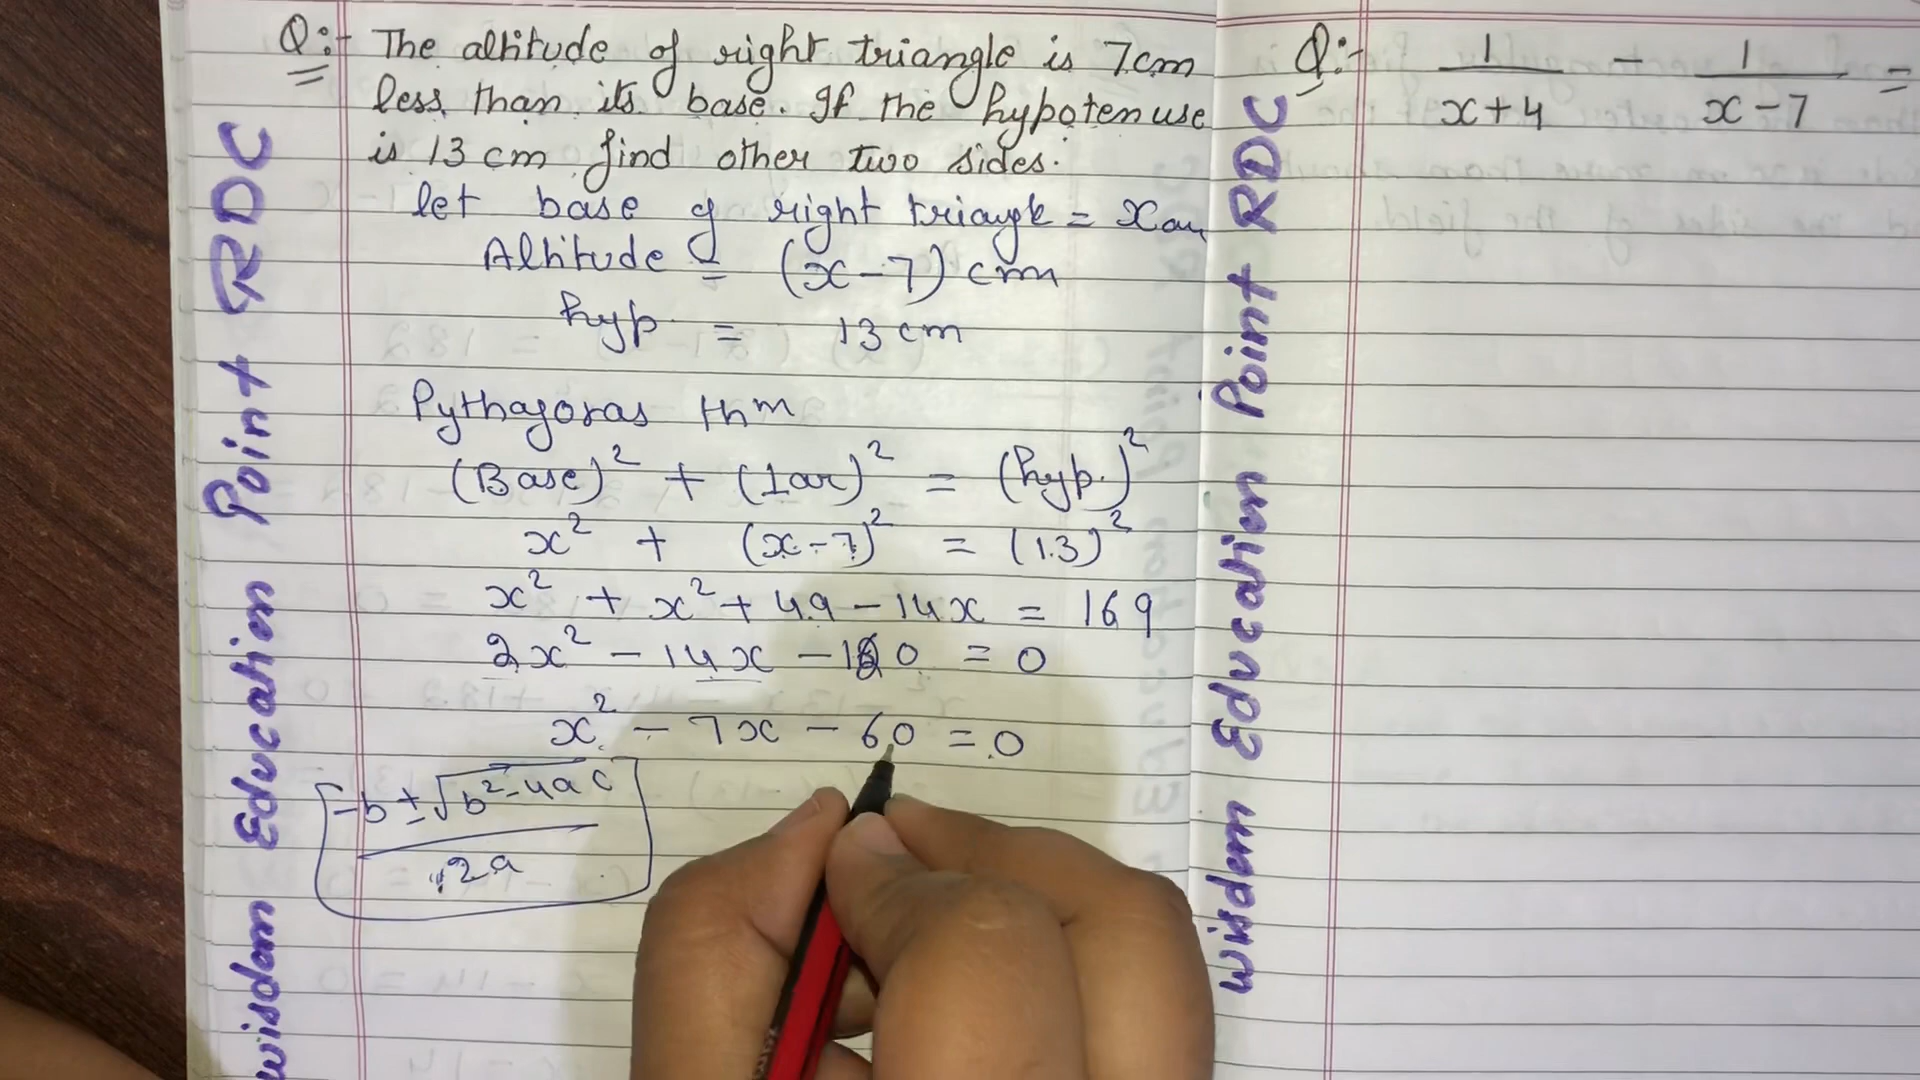 Q:- The altitude of right triangle is 7cm
less than its base. If the hypotenuse
is 13 cm find other two sides.
let base of right triangle = x cm
Altitude = (x-7) cm
hyp. = 13 cm
Pythagoras thm
(Base)² + (⊥ar)² = (hyp.)²
x² + (x-7)² = (13)²
x² + x² + 49 - 14x = 169
2x² - 14x - 120 = 0
x² - 7x - 60 = 0
-b ± √b²-4ac
2a
Q:- 1/(x+4) - 1/(x-7) =
wisdom Education Point RDC
wisdom Education Point RDC